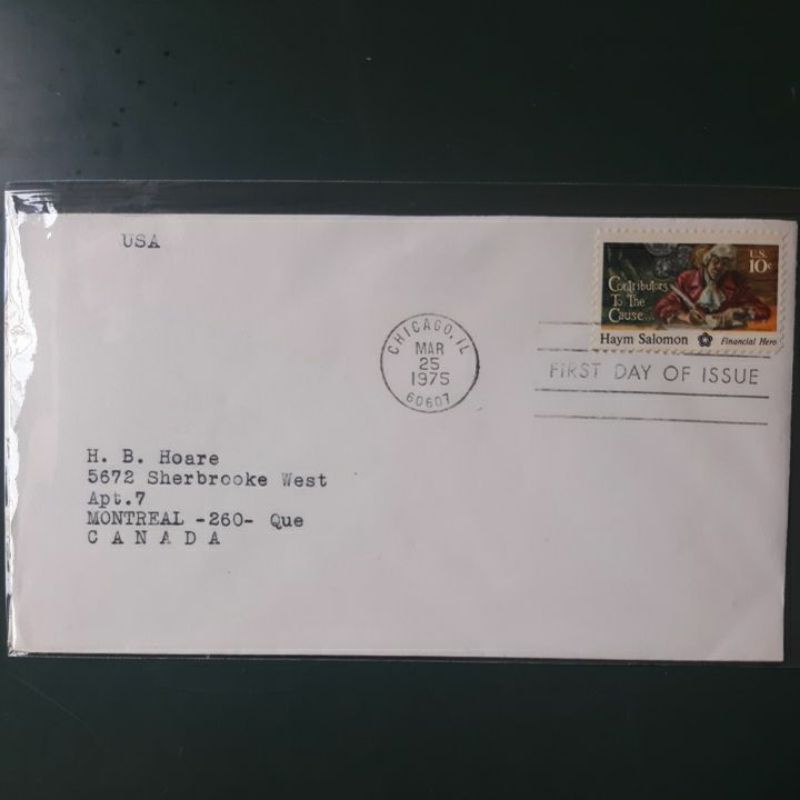 USA
U.S.
10c
Contributors
To The
Cause...
Haym Salomon Financial Hero
CHICAGO, IL
MAR
25
1975
60607
FIRST DAY OF ISSUE
H. B. Hoare
5672 Sherbrooke West
Apt.7
MONTREAL -260- Que
C A N A D A